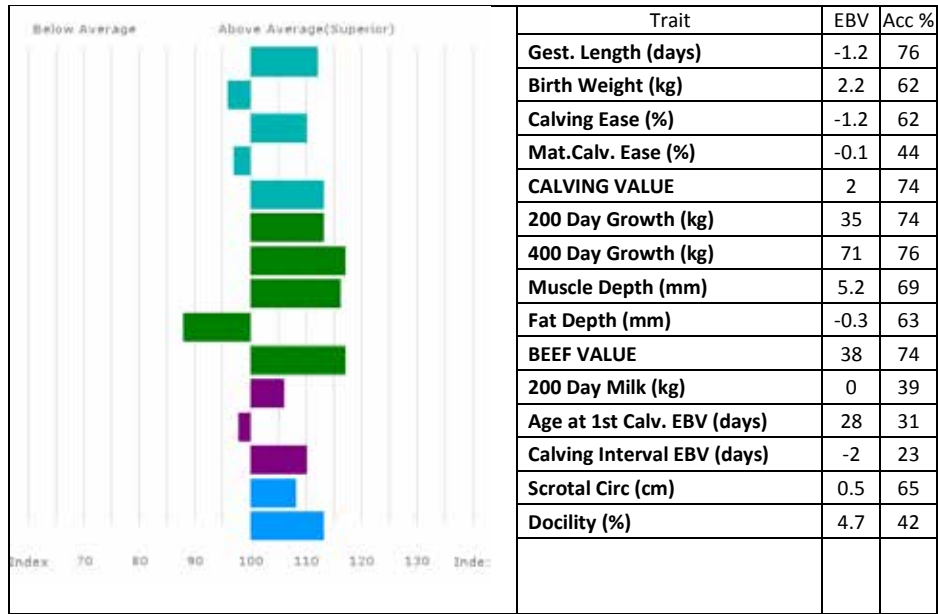 Below Average Above Average(Superior)
Trait EBV Acc %
Gest. Length (days) -1.2 76
Birth Weight (kg) 2.2 62
Calving Ease (%) -1.2 62
Mat.Calv. Ease (%) -0.1 44
CALVING VALUE 2 74
200 Day Growth (kg) 35 74
400 Day Growth (kg) 71 76
Muscle Depth (mm) 5.2 69
Fat Depth (mm) -0.3 63
BEEF VALUE 38 74
200 Day Milk (kg) 0 39
Age at 1st Calv. EBV (days) 28 31
Calving Interval EBV (days) -2 23
Scrotal Circ (cm) 0.5 65
Docility (%) 4.7 42
Index 70 80 90 100 110 120 130 Inde